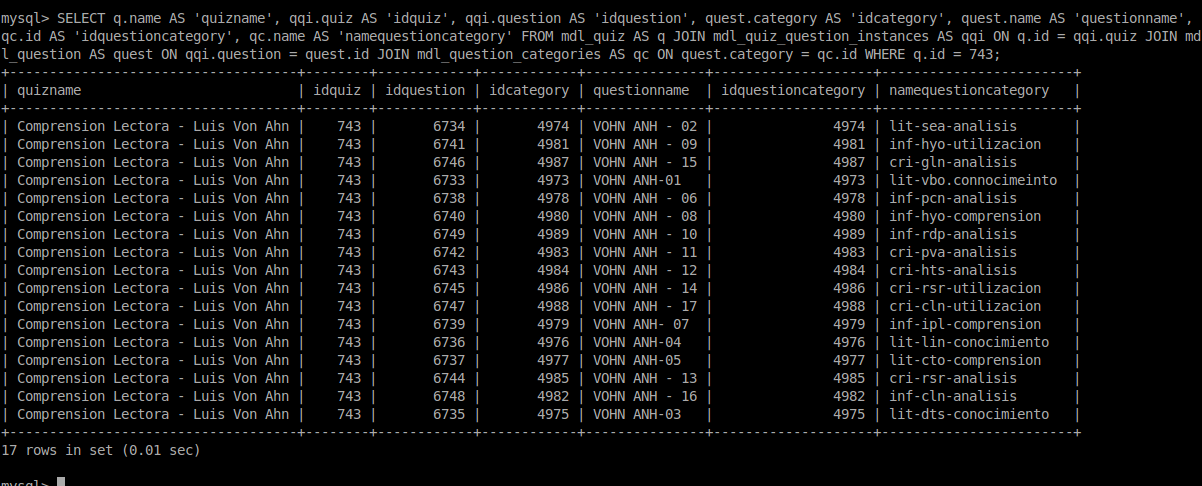 mysql> SELECT q.name AS 'quizname', qqi.quiz AS 'idquiz', qqi.question AS 'idquestion', quest.category AS 'idcategory', quest.name AS 'questionname',
qc.id AS 'idquestioncategory', qc.name AS 'namequestioncategory' FROM mdl_quiz AS q JOIN mdl_quiz_question_instances AS qqi ON q.id = qqi.quiz JOIN md
l_question AS quest ON qqi.question = quest.id JOIN mdl_question_categories AS qc ON quest.category = qc.id WHERE q.id = 743;
+------------------------------------+--------+------------+------------+---------------+--------------------+------------------------+
| quizname | idquiz | idquestion | idcategory | questionname | idquestioncategory | namequestioncategory |
+------------------------------------+--------+------------+------------+---------------+--------------------+------------------------+
| Comprension Lectora - Luis Von Ahn | 743 | 6734 | 4974 | VOHN ANH - 02 | 4974 | lit-sea-analisis |
| Comprension Lectora - Luis Von Ahn | 743 | 6741 | 4981 | VOHN ANH - 09 | 4981 | inf-hyo-utilizacion |
| Comprension Lectora - Luis Von Ahn | 743 | 6746 | 4987 | VOHN ANH - 15 | 4987 | cri-gln-analisis |
| Comprension Lectora - Luis Von Ahn | 743 | 6733 | 4973 | VOHN ANH-01 | 4973 | lit-vbo.connocimeinto |
| Comprension Lectora - Luis Von Ahn | 743 | 6738 | 4978 | VOHN ANH - 06 | 4978 | inf-pcn-analisis |
| Comprension Lectora - Luis Von Ahn | 743 | 6740 | 4980 | VOHN ANH - 08 | 4980 | inf-hyo-comprension |
| Comprension Lectora - Luis Von Ahn | 743 | 6749 | 4989 | VOHN ANH - 10 | 4989 | inf-rdp-analisis |
| Comprension Lectora - Luis Von Ahn | 743 | 6742 | 4983 | VOHN ANH - 11 | 4983 | cri-pva-analisis |
| Comprension Lectora - Luis Von Ahn | 743 | 6743 | 4984 | VOHN ANH - 12 | 4984 | cri-hts-analisis |
| Comprension Lectora - Luis Von Ahn | 743 | 6745 | 4986 | VOHN ANH - 14 | 4986 | cri-rsr-utilizacion |
| Comprension Lectora - Luis Von Ahn | 743 | 6747 | 4988 | VOHN ANH - 17 | 4988 | cri-cln-utilizacion |
| Comprension Lectora - Luis Von Ahn | 743 | 6739 | 4979 | VOHN ANH- 07 | 4979 | inf-ipl-comprension |
| Comprension Lectora - Luis Von Ahn | 743 | 6736 | 4976 | VOHN ANH-04 | 4976 | lit-lin-conocimiento |
| Comprension Lectora - Luis Von Ahn | 743 | 6737 | 4977 | VOHN ANH-05 | 4977 | lit-cto-comprension |
| Comprension Lectora - Luis Von Ahn | 743 | 6744 | 4985 | VOHN ANH - 13 | 4985 | cri-rsr-analisis |
| Comprension Lectora - Luis Von Ahn | 743 | 6748 | 4982 | VOHN ANH - 16 | 4982 | inf-cln-analisis |
| Comprension Lectora - Luis Von Ahn | 743 | 6735 | 4975 | VOHN ANH-03 | 4975 | lit-dts-conocimiento |
+------------------------------------+--------+------------+------------+---------------+--------------------+------------------------+
17 rows in set (0.01 sec)
mysql>